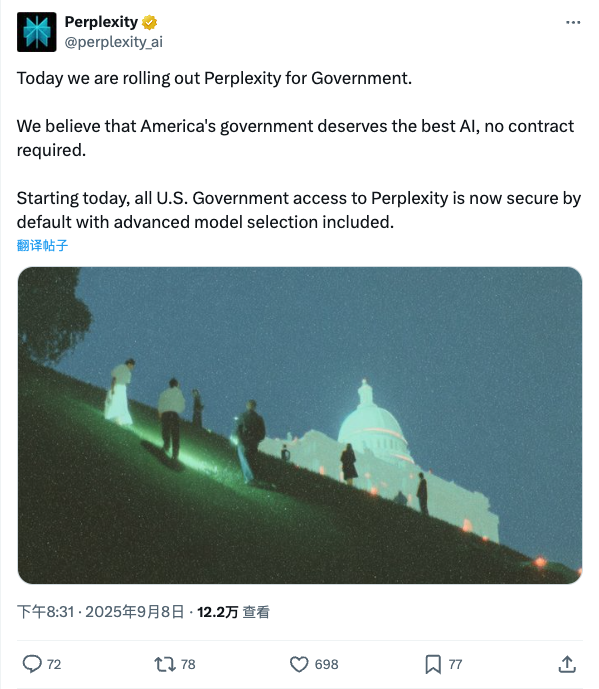 Perplexity
@perplexity_ai
Today we are rolling out Perplexity for Government.
We believe that America's government deserves the best AI, no contract
required.
Starting today, all U.S. Government access to Perplexity is now secure by
default with advanced model selection included.
翻译帖子
下午8:31 · 2025年9月8日 · 12.2万 查看
72 78 698 77